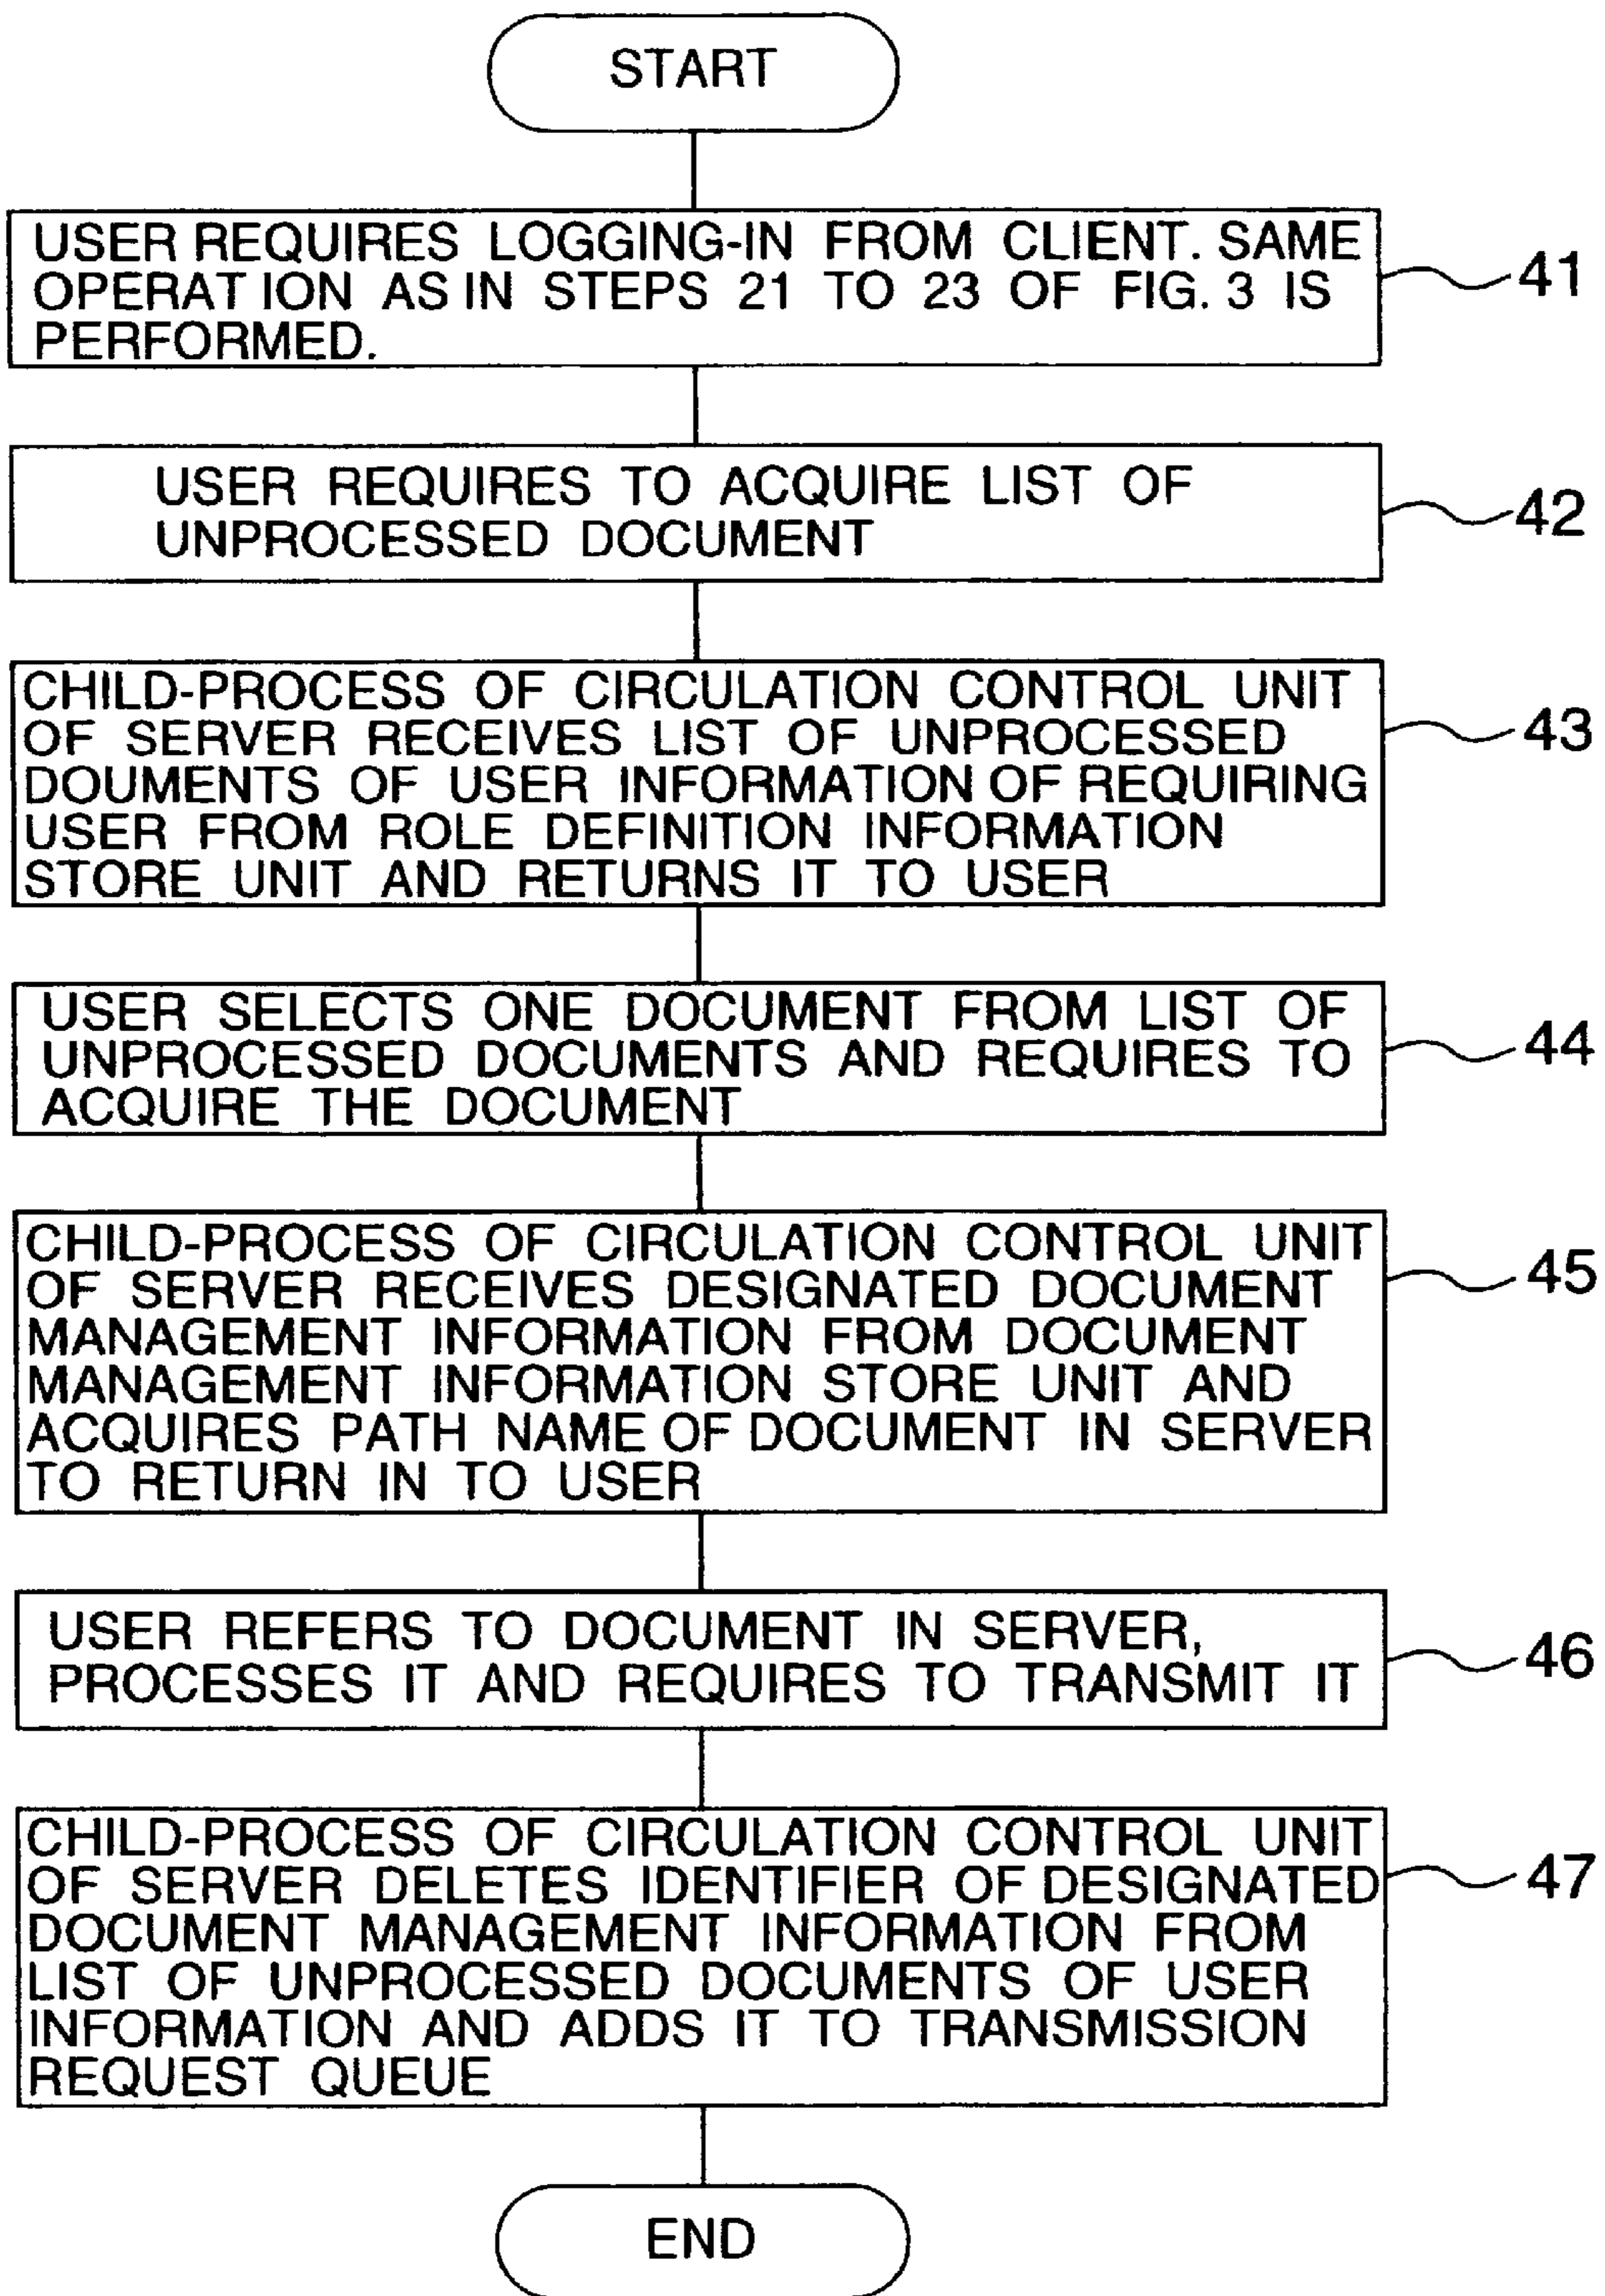 START
USER REQUIRES LOGGING-IN FROM CLIENT. SAME
OPERAT ION AS IN STEPS 21 TO 23 OF FIG. 3 IS
PERFORMED.
41
USER REQUIRES TO ACQUIRE LIST OF
UNPROCESSED DOCUMENT
42
CHILD-PROCESS OF CIRCULATION CONTROL UNIT
OF SERVER RECEIVES LIST OF UNPROCESSED
DOUMENTS OF USER INFORMATION OF REQUIRING
USER FROM ROLE DEFINITION INFORMATION
STORE UNIT AND RETURNS IT TO USER
43
USER SELECTS ONE DOCUMENT FROM LIST OF
UNPROCESSED DOCUMENTS AND REQUIRES TO
ACQUIRE THE DOCUMENT
44
CHILD-PROCESS OF CIRCULATION CONTROL UNIT
OF SERVER RECEIVES DESIGNATED DOCUMENT
MANAGEMENT INFORMATION FROM DOCUMENT
MANAGEMENT INFORMATION STORE UNIT AND
ACQUIRES PATH NAME OF DOCUMENT IN SERVER
TO RETURN IN TO USER
45
USER REFERS TO DOCUMENT IN SERVER,
PROCESSES IT AND REQUIRES TO TRANSMIT IT
46
CHILD-PROCESS OF CIRCULATION CONTROL UNIT
OF SERVER DELETES IDENTIFIER OF DESIGNATED
DOCUMENT MANAGEMENT INFORMATION FROM
LIST OF UNPROCESSED DOCUMENTS OF USER
INFORMATION AND ADDS IT TO TRANSMISSION
REQUEST QUEUE
47
END